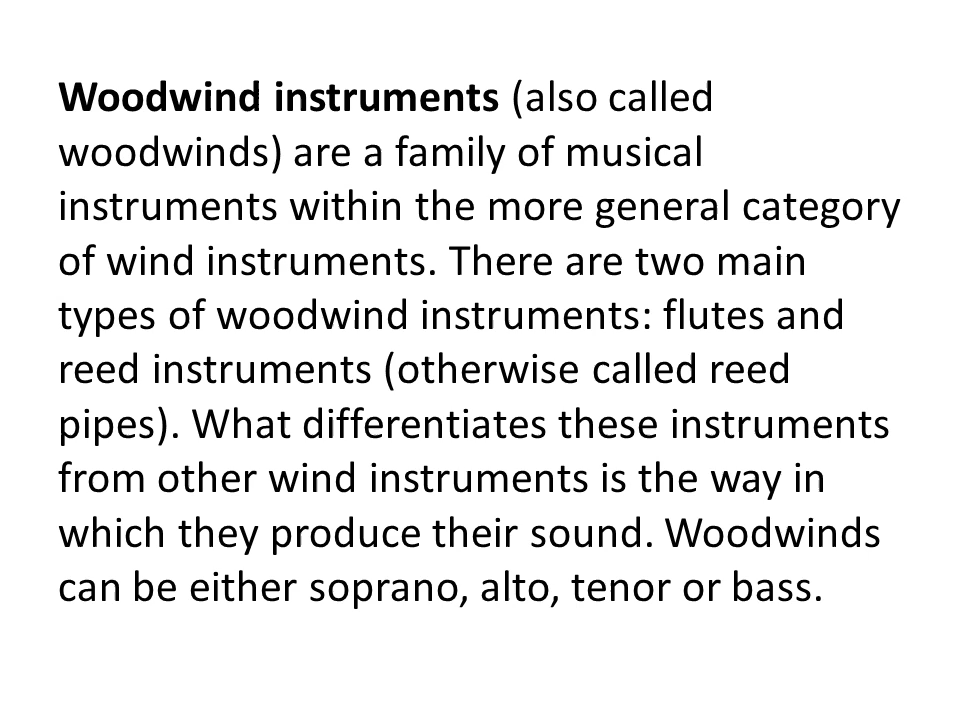 Woodwind instruments (also called
woodwinds) are a family of musical
instruments within the more general category
of wind instruments. There are two main
types of woodwind instruments: flutes and
reed instruments (otherwise called reed
pipes). What differentiates these instruments
from other wind instruments is the way in
which they produce their sound. Woodwinds
can be either soprano, alto, tenor or bass.